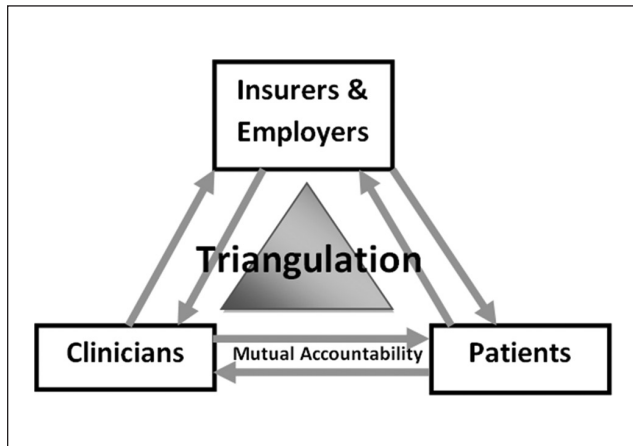 Insurers &
Employers
Triangulation
Clinicians
Mutual Accountability
Patients